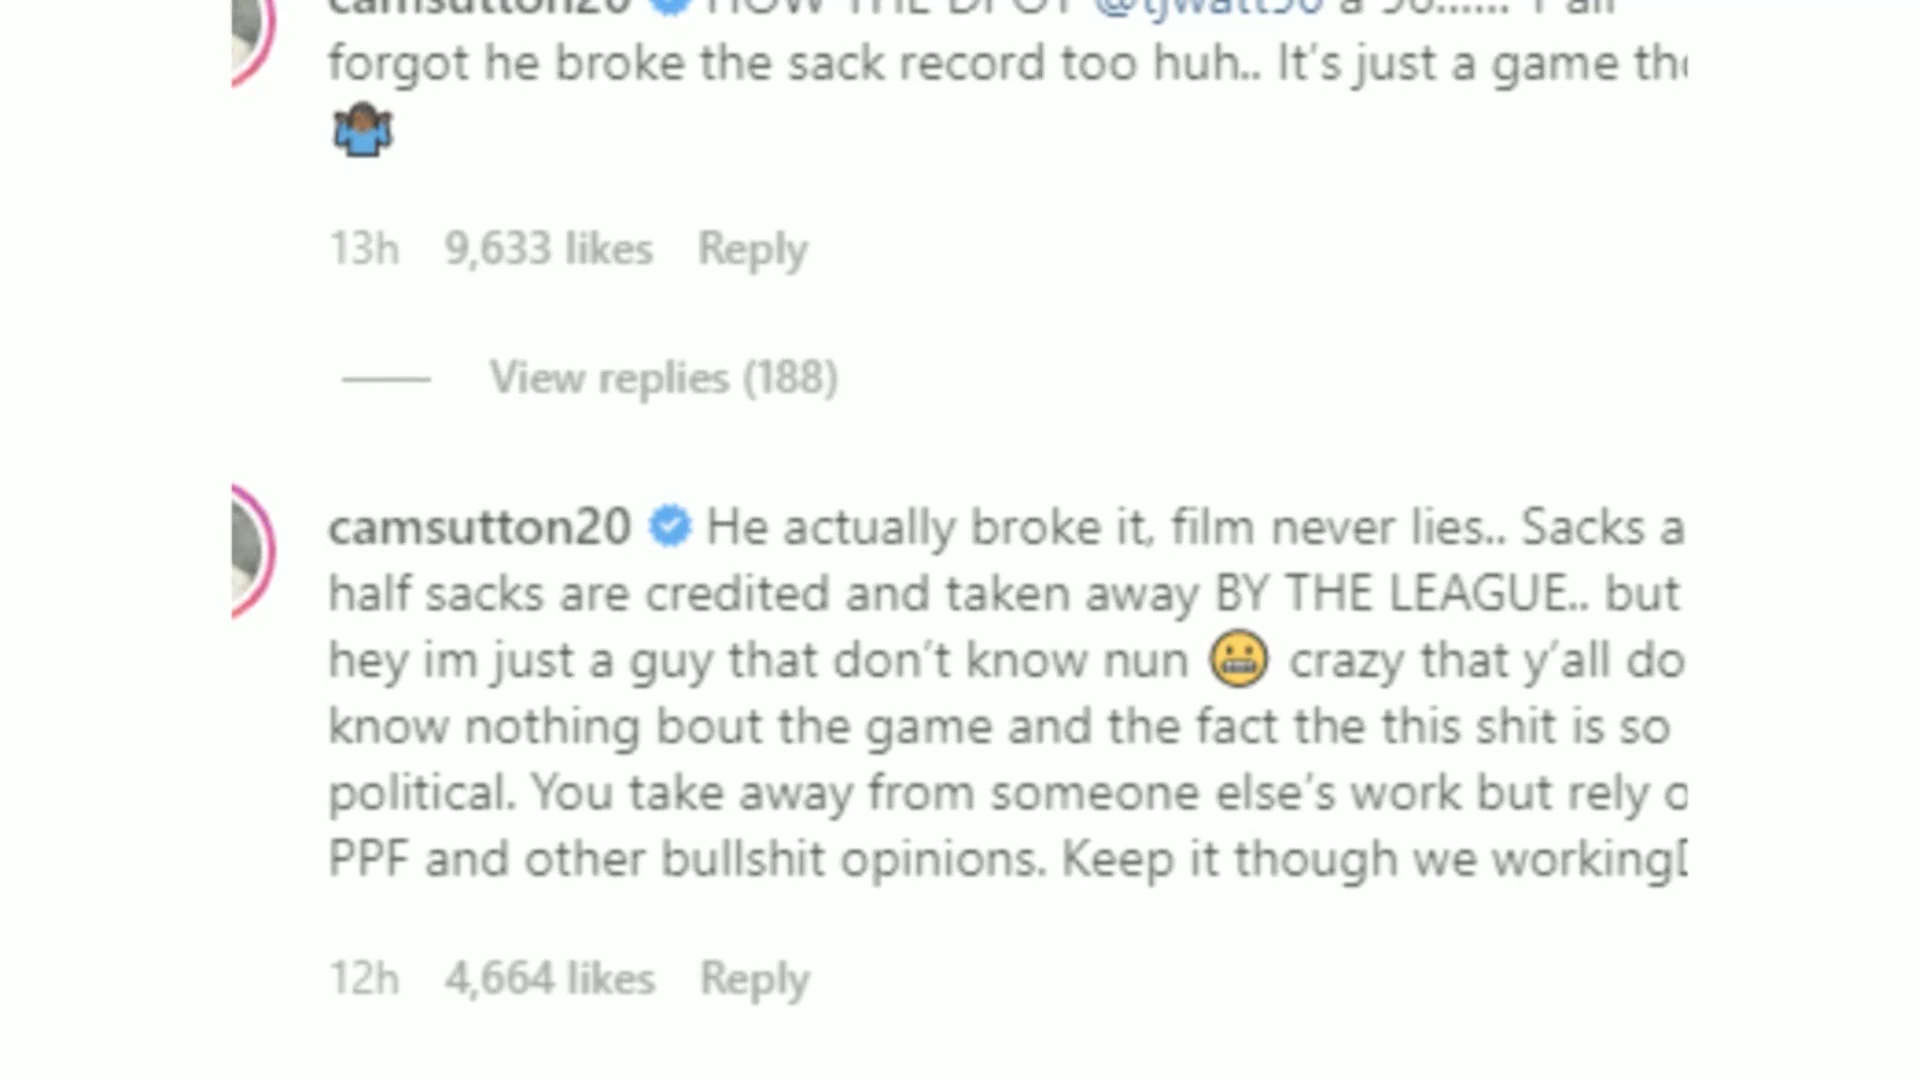 camsutton20 HOW THE DPOY @tjwatt90 a 96...... Y'all
forgot he broke the sack record too huh.. It's just a game
13h 9,633 likes Reply
View replies (188)
camsutton20 He actually broke it, film never lies.. Sacks a
half sacks are credited and taken away BY THE LEAGUE.. but
hey im just a guy that don't know nun 😬 crazy that y'all do
know nothing bout the game and the fact the this shit is so
political. You take away from someone else's work but rely
PPF and other bullshit opinions. Keep it though we working
12h 4,664 likes Reply